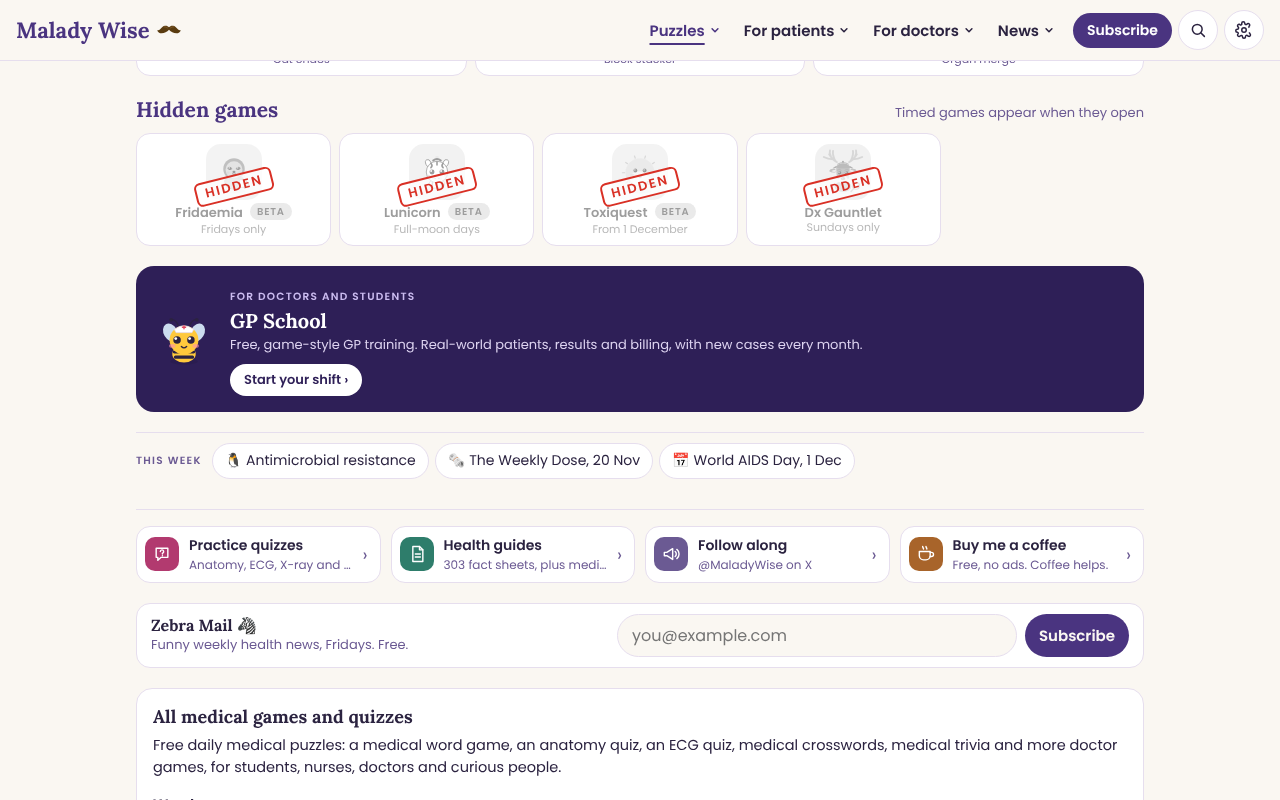 Malady Wise
Puzzles
For patients
For doctors
News
Subscribe
Hidden games
Timed games appear when they open
HIDDEN
Fridaemia BETA
Fridays only
HIDDEN
Lunicorn BETA
Full-moon days
HIDDEN
Toxiquest BETA
From 1 December
HIDDEN
Dx Gauntlet
Sundays only
FOR DOCTORS AND STUDENTS
GP School
Free, game-style GP training. Real-world patients, results and billing, with new cases every month.
Start your shift ›
THIS WEEK
Antimicrobial resistance
The Weekly Dose, 20 Nov
World AIDS Day, 1 Dec
Practice quizzes
Anatomy, ECG, X-ray and ...
Health guides
303 fact sheets, plus medi...
Follow along
@MaladyWise on X
Buy me a coffee
Free, no ads. Coffee helps.
Zebra Mail
Funny weekly health news, Fridays. Free.
you@example.com
Subscribe
All medical games and quizzes
Free daily medical puzzles: a medical word game, an anatomy quiz, an ECG quiz, medical crosswords, medical trivia and more doctor
games, for students, nurses, doctors and curious people.